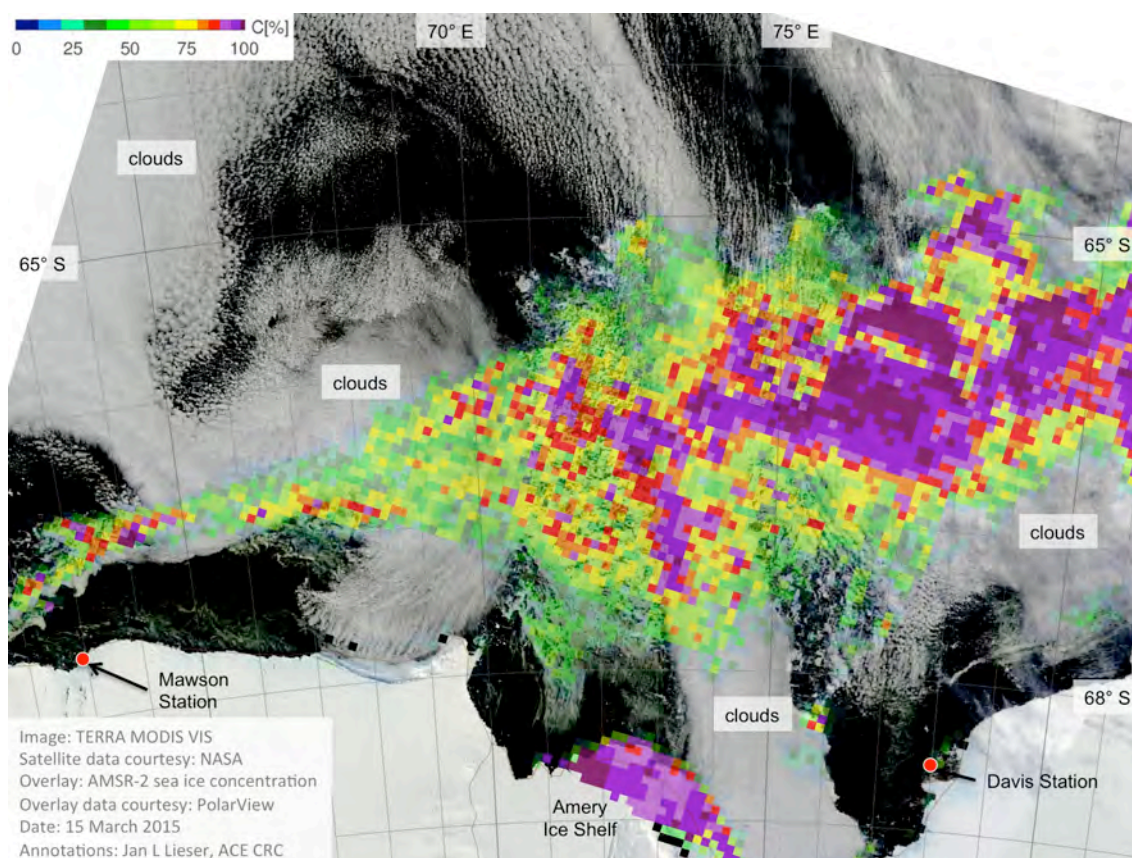 C[%]
0 25 50 75 100
70° E
75° E
clouds
65° S
65° S
clouds
clouds
Mawson
Station
68° S
clouds
Davis Station
Amery
Ice Shelf
Image: TERRA MODIS VIS
Satellite data courtesy: NASA
Overlay: AMSR-2 sea ice concentration
Overlay data courtesy: PolarView
Date: 15 March 2015
Annotations: Jan L Lieser, ACE CRC